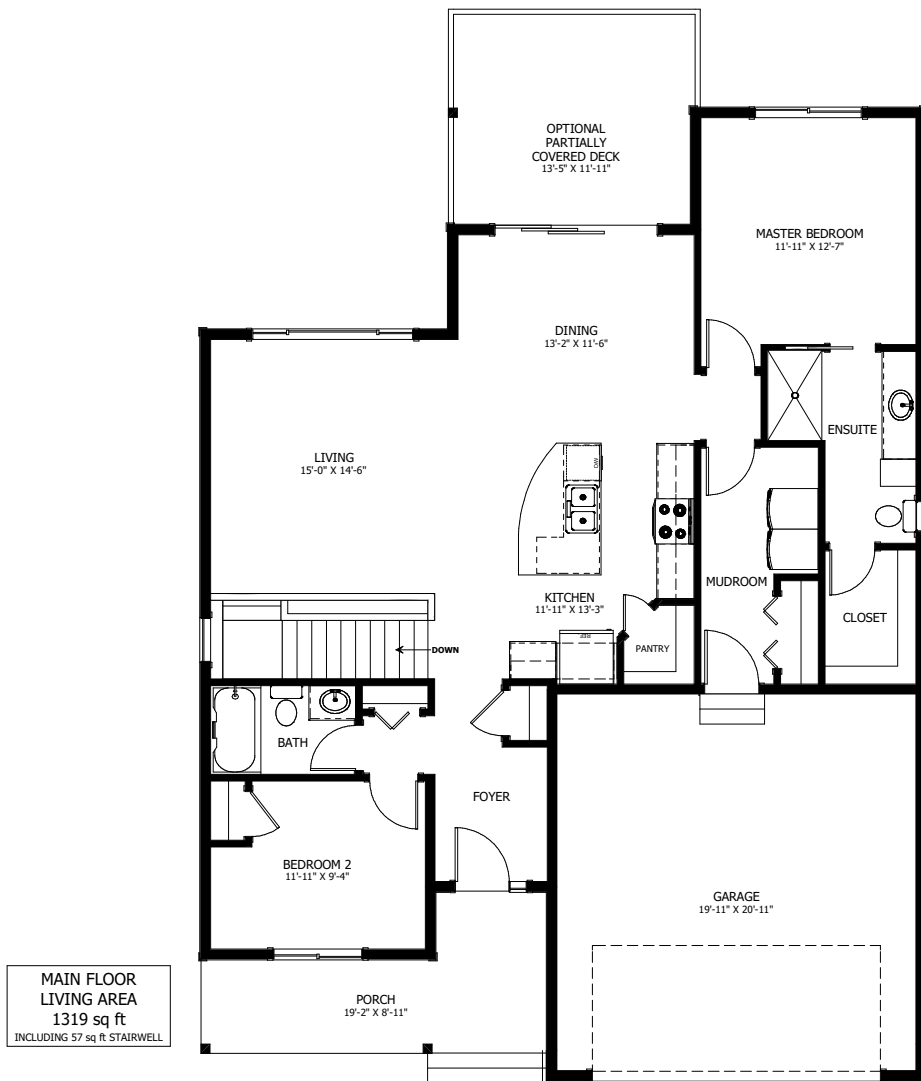 OPTIONAL
PARTIALLY
COVERED DECK
13'-5" X 11'-11"
MASTER BEDROOM
11'-11" X 12'-7"
DINING
13'-2" X 11'-6"
ENSUITE
LIVING
15'-0" X 14'-6"
DW
MUDROOM
KITCHEN
11'-11" X 13'-3"
CLOSET
REF.
PANTRY
DOWN
BATH
FOYER
BEDROOM 2
11'-11" X 9'-4"
GARAGE
19'-11" X 20'-11"
PORCH
19'-2" X 8'-11"
MAIN FLOOR
LIVING AREA
1319 sq ft
INCLUDING 57 sq ft STAIRWELL